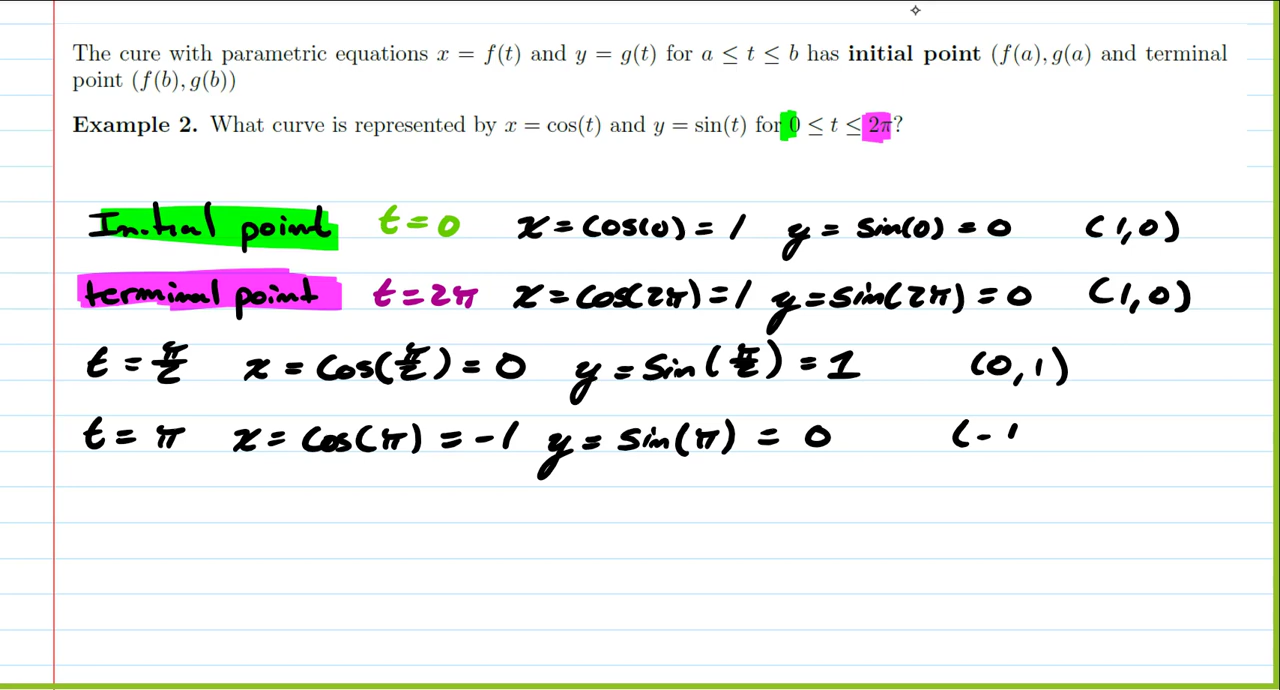 The cure with parametric equations x = f(t) and y = g(t) for a ≤ t ≤ b has initial point (f(a), g(a) and terminal
point (f(b), g(b))
Example 2. What curve is represented by x = cos(t) and y = sin(t) for 0 ≤ t ≤ 2π?
Initial point t=0 x = cos(0) = 1 y = sin(0) = 0 (1,0)
terminal point t=2π x = cos(2π) = 1 y = sin(2π) = 0 (1,0)
t = π/2 x = cos(π/2) = 0 y = sin(π/2) = 1 (0,1)
t = π x = cos(π) = -1 y = sin(π) = 0 (-1